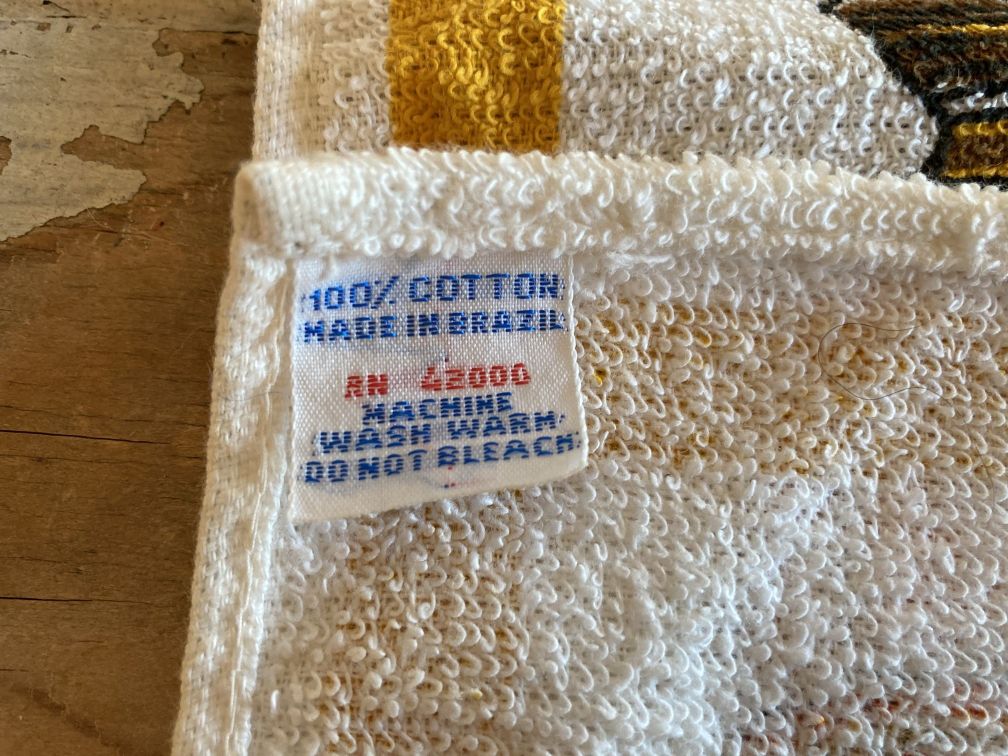 100% COTTON
MADE IN BRAZIL
RN 42000
MACHINE
WASH WARM
DO NOT BLEACH